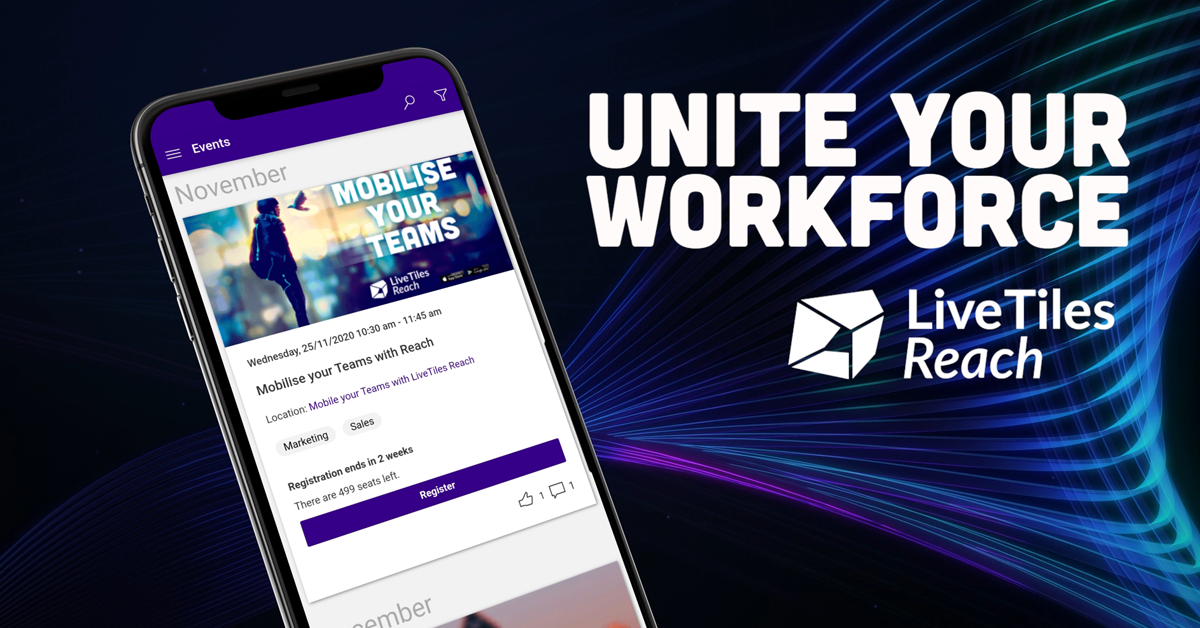 Events
November
MOBILISE
YOUR
TEAMS
LiveTiles
Reach
Wednesday, 25/11/2020 10:30 am - 11:45 am
Mobilise your Teams with Reach
Location: Mobile your Teams with LiveTiles Reach
Marketing
Sales
Registration ends in 2 weeks
There are 499 seats left.
Register
1
1
UNITE YOUR
WORKFORCE
LiveTiles
Reach